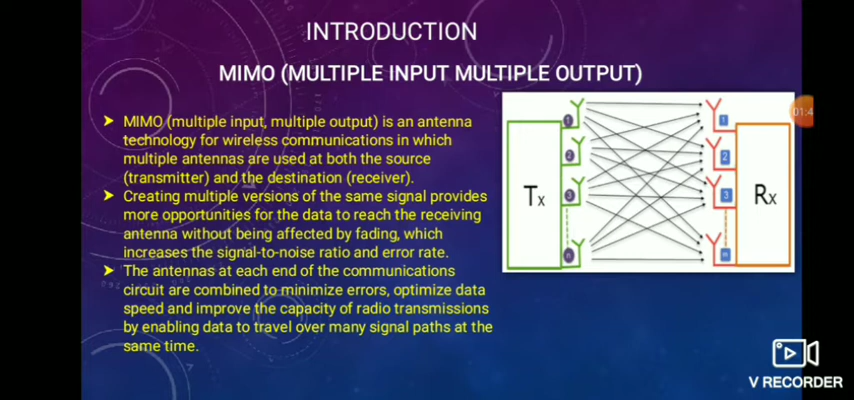 INTRODUCTION
MIMO (MULTIPLE INPUT MULTIPLE OUTPUT)
MIMO (multiple input, multiple output) is an antenna
technology for wireless communications in which
multiple antennas are used at both the source
(transmitter) and the destination (receiver).
Creating multiple versions of the same signal provides
more opportunities for the data to reach the receiving
antenna without being affected by fading, which
increases the signal-to-noise ratio and error rate.
The antennas at each end of the communications
circuit are combined to minimize errors, optimize data
speed and improve the capacity of radio transmissions
by enabling data to travel over many signal paths at the
same time.
Tx
1
2
3
n
1
2
3
m
Rx
01:4
V RECORDER